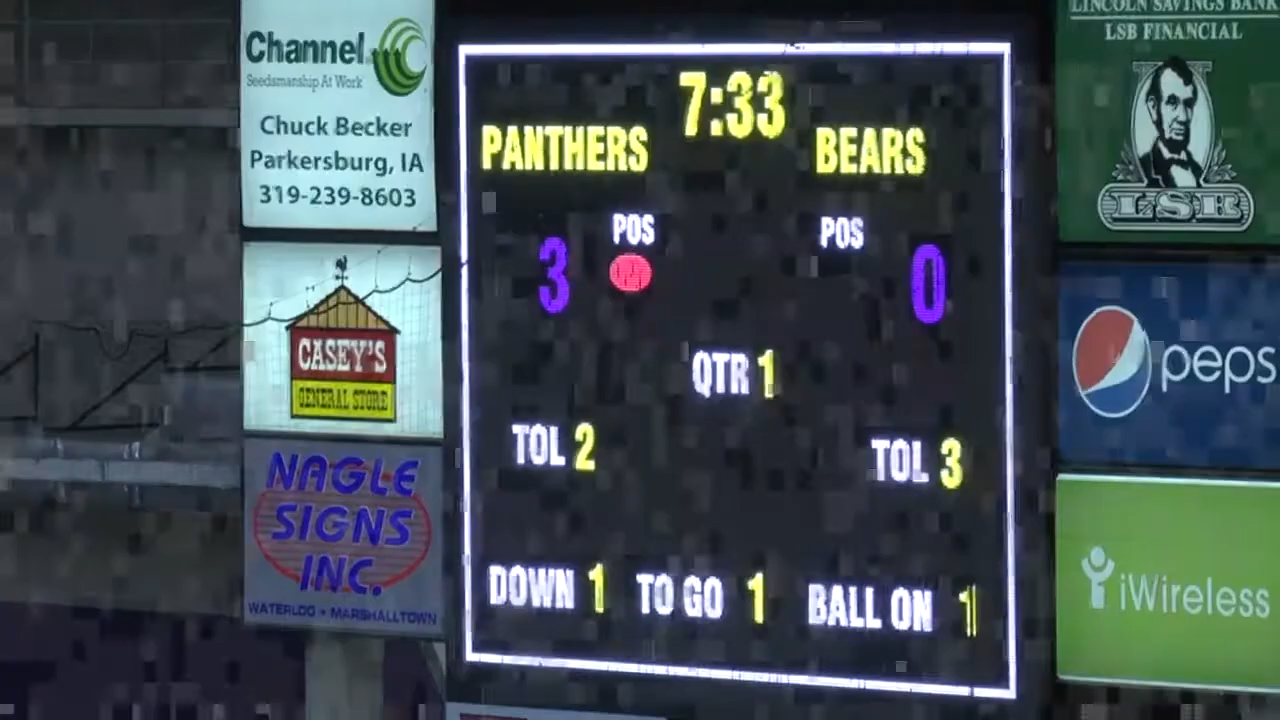 Channel
Seedsmanship At Work
Chuck Becker
Parkersburg, IA
319-239-8603
CASEY'S
GENERAL STORE
NAGLE
SIGNS
INC.
WATERLOO • MARSHALLTOWN
7:33
PANTHERS BEARS
POS POS
3 0
QTR 1
TOL 2 TOL 3
DOWN 1 TO GO 1 BALL ON 1
LINCOLN SAVINGS BANK
LSB FINANCIAL
LSB
peps
iWireless